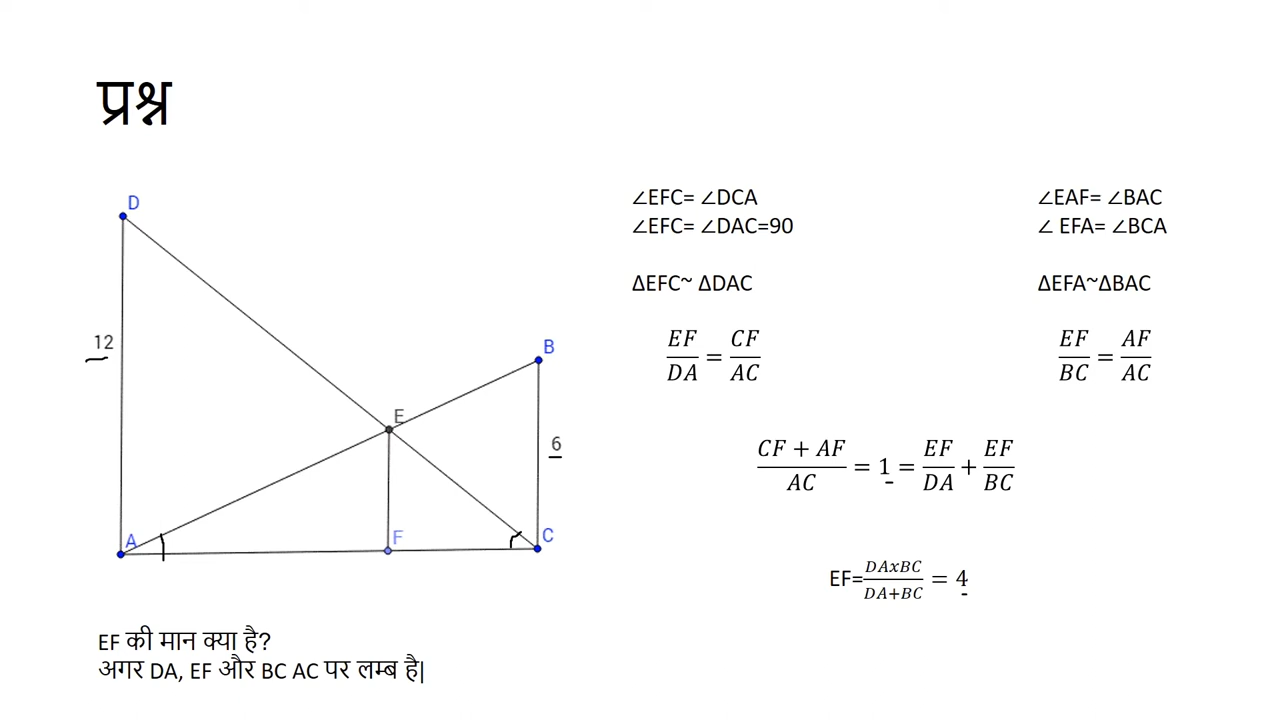 प्रश्न
D
12
B
E
6
A
F
C
∠EFC= ∠DCA
∠EFC= ∠DAC=90
ΔEFC~ ΔDAC
EF/DA = CF/AC
∠EAF= ∠BAC
∠ EFA= ∠BCA
ΔEFA~ΔBAC
EF/BC = AF/AC
CF + AF/AC = 1 = EF/DA + EF/BC
EF=DAxBC/DA+BC = 4
EF की मान क्या है?
अगर DA, EF और BC AC पर लम्ब है|